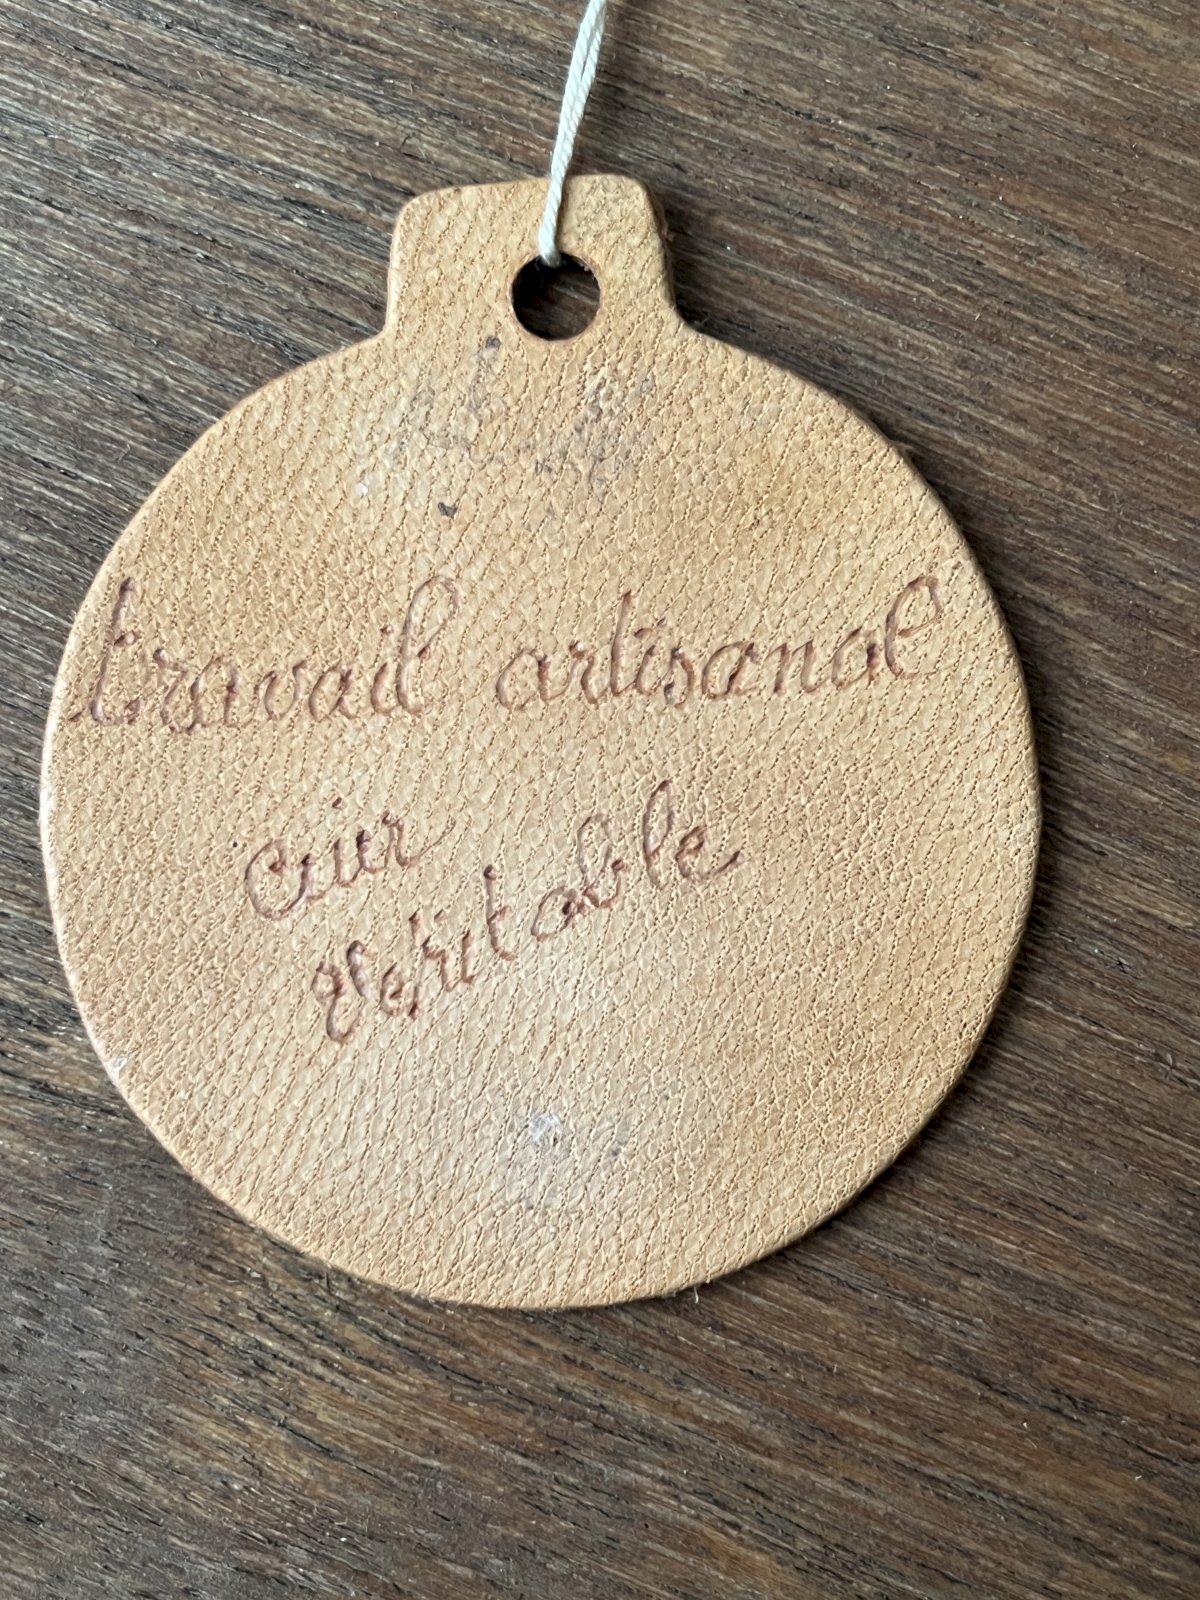 travail artisanal
cuir
véritable